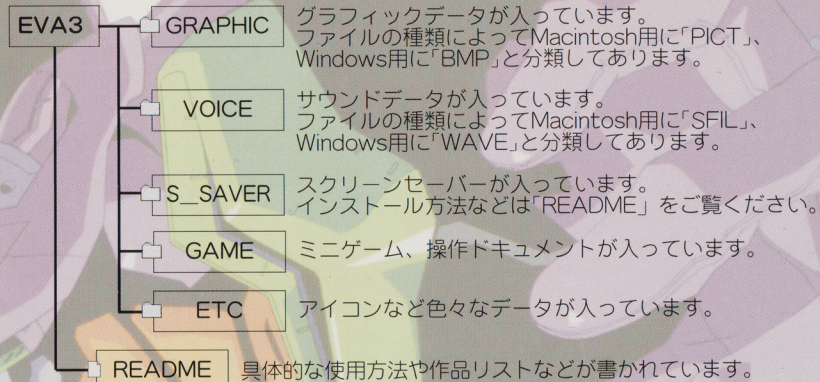 EVA3
GRAPHIC
グラフィックデータが入っています。
ファイルの種類によってMacintosh用に「PICT」、
Windows用に「BMP」と分類してあります。
VOICE
サウンドデータが入っています。
ファイルの種類によってMacintosh用に「SFIL」、
Windows用に「WAVE」と分類してあります。
S_SAVER
スクリーンセーバーが入っています。
インストール方法などは「README」をご覧ください。
GAME
ミニゲーム、操作ドキュメントが入っています。
ETC
アイコンなど色々なデータが入っています。
README
具体的な使用方法や作品リストなどが書かれています。